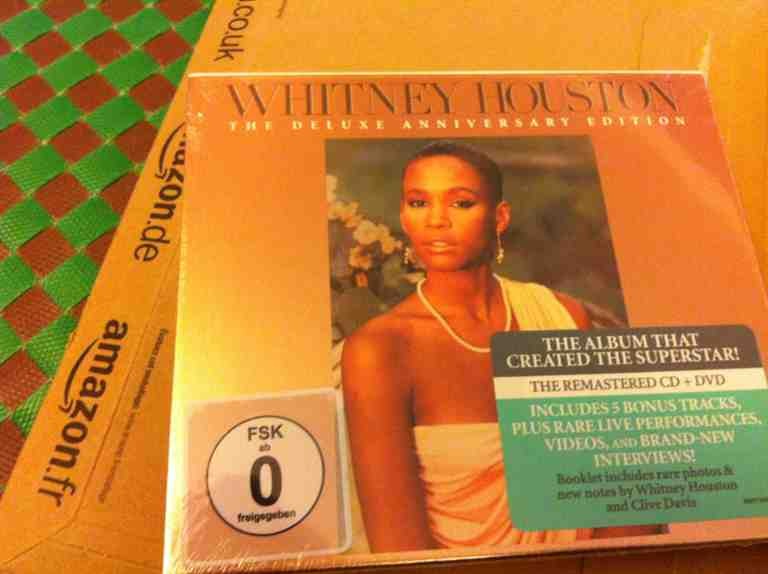 .co.uk
amazon.de
amazon.fr
WHITNEY HOUSTON
THE DELUXE ANNIVERSARY EDITION
THE ALBUM THAT
CREATED THE SUPERSTAR!
THE REMASTERED CD + DVD
INCLUDES 5 BONUS TRACKS,
PLUS RARE LIVE PERFORMANCES,
VIDEOS, AND BRAND-NEW
INTERVIEWS!
Booklet includes rare photos &
new notes by Whitney Houston
and Clive Davis
FSK
ab
0
freigegeben